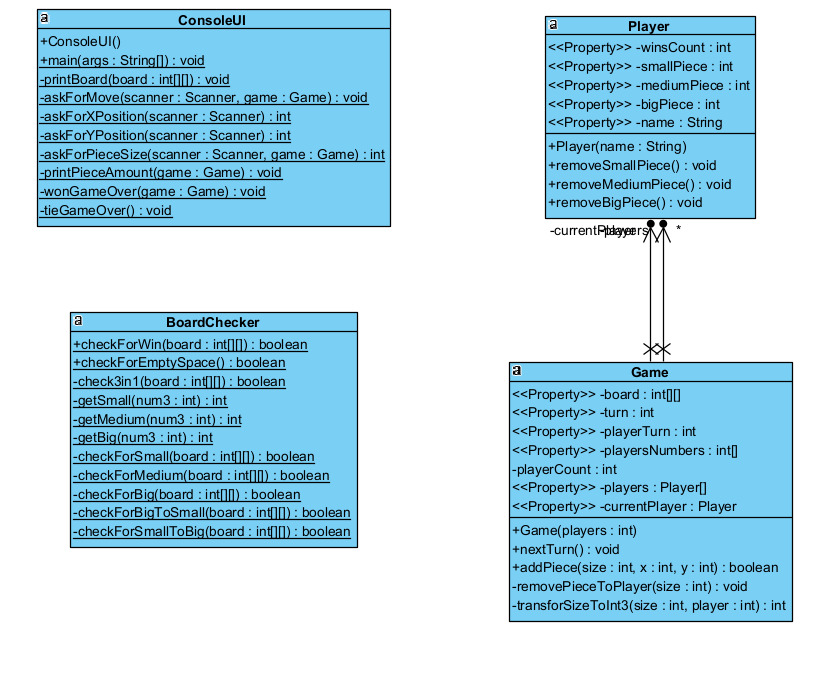 a
ConsoleUI
+ConsoleUI()
+main(args : String[]) : void
-printBoard(board : int[][]) : void
-askForMove(scanner : Scanner, game : Game) : void
-askForXPosition(scanner : Scanner) : int
-askForYPosition(scanner : Scanner) : int
-askForPieceSize(scanner : Scanner, game : Game) : int
-printPieceAmount(game : Game) : void
-wonGameOver(game : Game) : void
-tieGameOver() : void
a
Player
<<Property>> -winsCount : int
<<Property>> -smallPiece : int
<<Property>> -mediumPiece : int
<<Property>> -bigPiece : int
<<Property>> -name : String
+Player(name : String)
+removeSmallPiece() : void
+removeMediumPiece() : void
+removeBigPiece() : void
-currentPlayer
-players
*
a
BoardChecker
+checkForWin(board : int[][]) : boolean
+checkForEmptySpace() : boolean
-check3in1(board : int[][]) : boolean
-getSmall(num3 : int) : int
-getMedium(num3 : int) : int
-getBig(num3 : int) : int
-checkForSmall(board : int[][]) : boolean
-checkForMedium(board : int[][]) : boolean
-checkForBig(board : int[][]) : boolean
-checkForBigToSmall(board : int[][]) : boolean
-checkForSmallToBig(board : int[][]) : boolean
a
Game
<<Property>> -board : int[][]
<<Property>> -turn : int
<<Property>> -playerTurn : int
<<Property>> -playersNumbers : int[]
-playerCount : int
<<Property>> -players : Player[]
<<Property>> -currentPlayer : Player
+Game(players : int)
+nextTurn() : void
+addPiece(size : int, x : int, y : int) : boolean
-removePieceToPlayer(size : int) : void
-transforSizeToInt3(size : int, player : int) : int